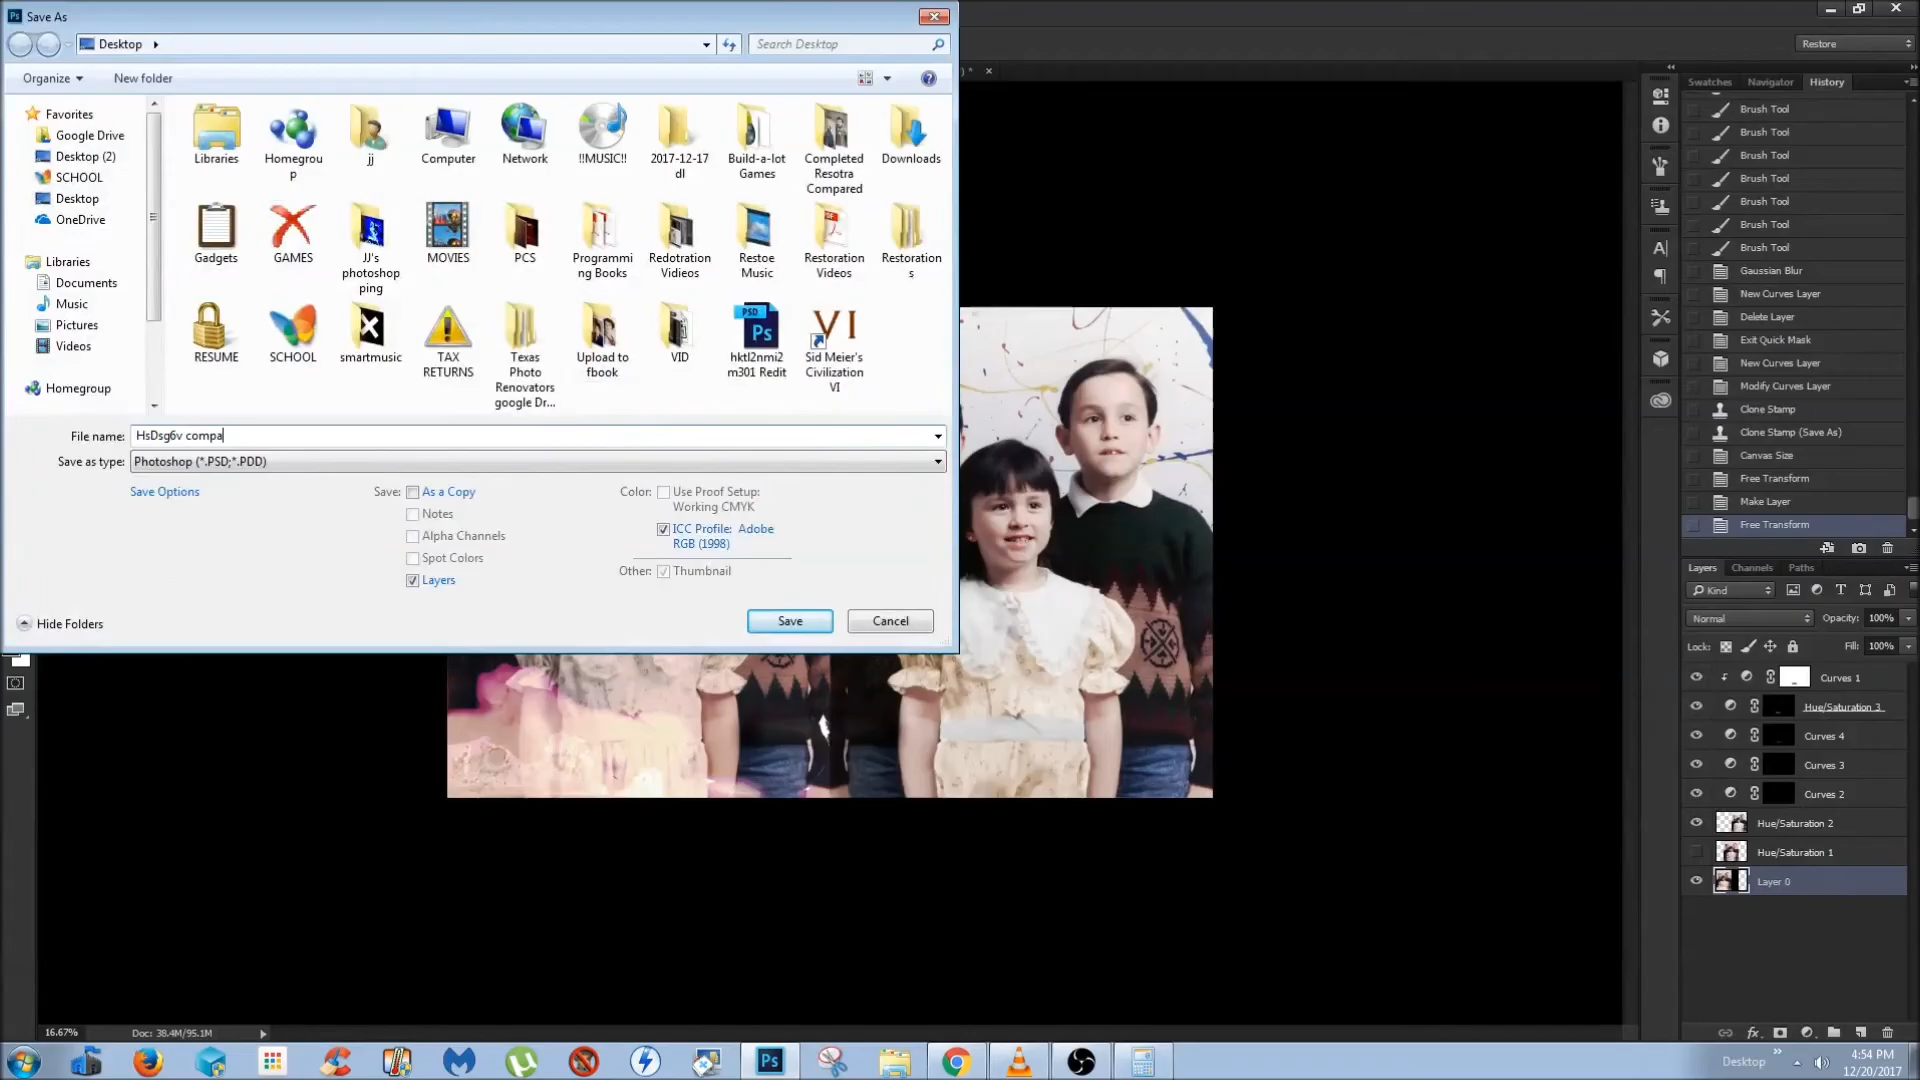 Save As
Desktop
Search Desktop
Organize
New folder
Favorites
Google Drive
Desktop (2)
SCHOOL
Desktop
OneDrive
Libraries
Documents
Music
Pictures
Videos
Homegroup
Libraries
Homegrou
p
jj
Computer
Network
!!MUSIC!!
2017-12-17
dl
Build-a-lot
Games
Completed
Resotra
Compared
Downloads
Gadgets
GAMES
JJ's
photoshop
ping
MOVIES
PCS
Programmi
ng Books
Redotration
Videos
Restoe
Music
Restoration
Videos
Restoration
s
RESUME
SCHOOL
smartmusic
TAX
RETURNS
Texas
Photo
Renovators
google Dr...
Upload to
fbook
VID
PSD
Ps
hktl2nmi2
m301 Redit
VI
Sid Meier's
Civilization
VI
File name: HsDsg6v compa
Save as type: Photoshop (*.PSD;*.PDD)
Save Options
Save: As a Copy
Notes
Alpha Channels
Spot Colors
Layers
Color: Use Proof Setup:
Working CMYK
ICC Profile: Adobe
RGB (1998)
Other: Thumbnail
Hide Folders
Save
Cancel
Restore
Swatches Navigator History
Brush Tool
Brush Tool
Brush Tool
Brush Tool
Brush Tool
Brush Tool
Brush Tool
Gaussian Blur
New Curves Layer
Delete Layer
Exit Quick Mask
New Curves Layer
Modify Curves Layer
Clone Stamp
Clone Stamp (Save As)
Canvas Size
Free Transform
Make Layer
Free Transform
Layers Channels Paths
Kind
Normal Opacity: 100%
Lock: Fill: 100%
Curves 1
Hue/Saturation 3
Curves 4
Curves 3
Curves 2
Hue/Saturation 2
Hue/Saturation 1
Layer 0
16.67% Doc: 38.4M/95.1M
Ps
Desktop
4:54 PM
12/20/2017